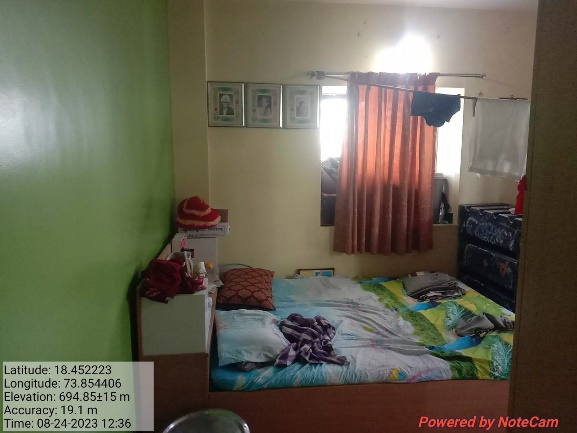 Latitude: 18.452223
Longitude: 73.854406
Elevation: 694.85±15 m
Accuracy: 19.1 m
Time: 08-24-2023 12:36
Powered by NoteCam